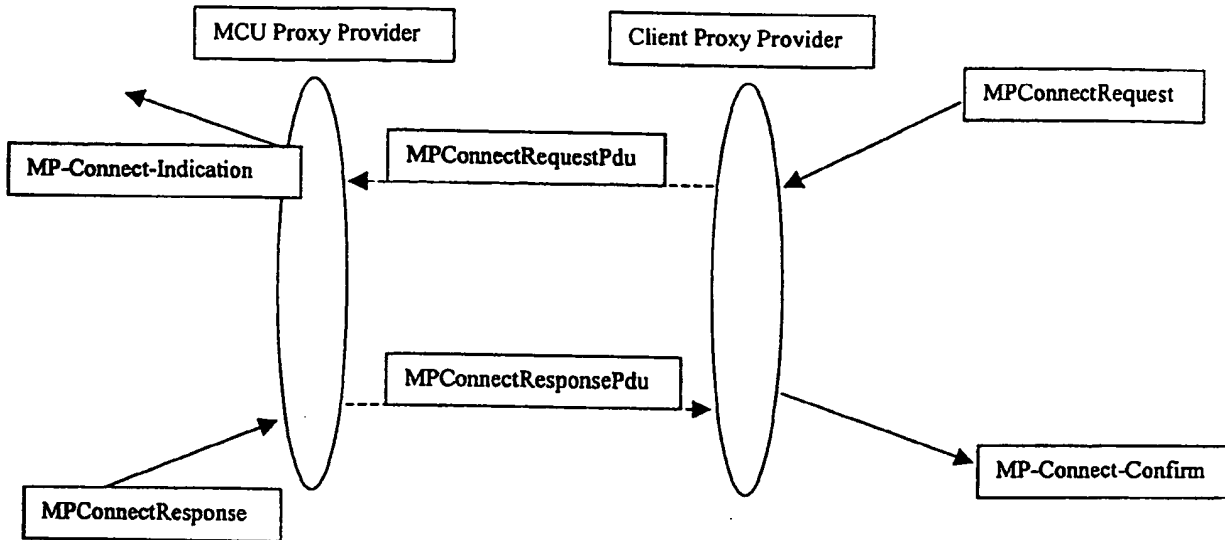 MCU Proxy Provider
Client Proxy Provider
MPConnectRequest
MPConnectRequestPdu
MP-Connect-Indication
MPConnectResponsePdu
MP-Connect-Confirm
MPConnectResponse